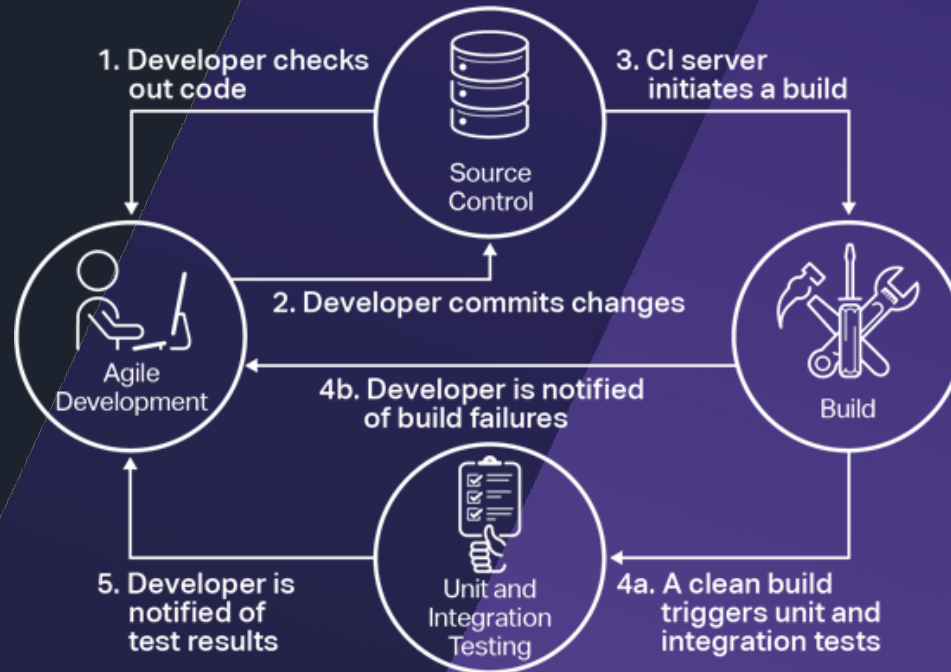 1. Developer checks
out code
3. CI server
initiates a build
Source
Control
2. Developer commits changes
Agile
Development
4b. Developer is notified
of build failures
Build
5. Developer is
notified of
test results
Unit and
Integration
Testing
4a. A clean build
triggers unit and
integration tests